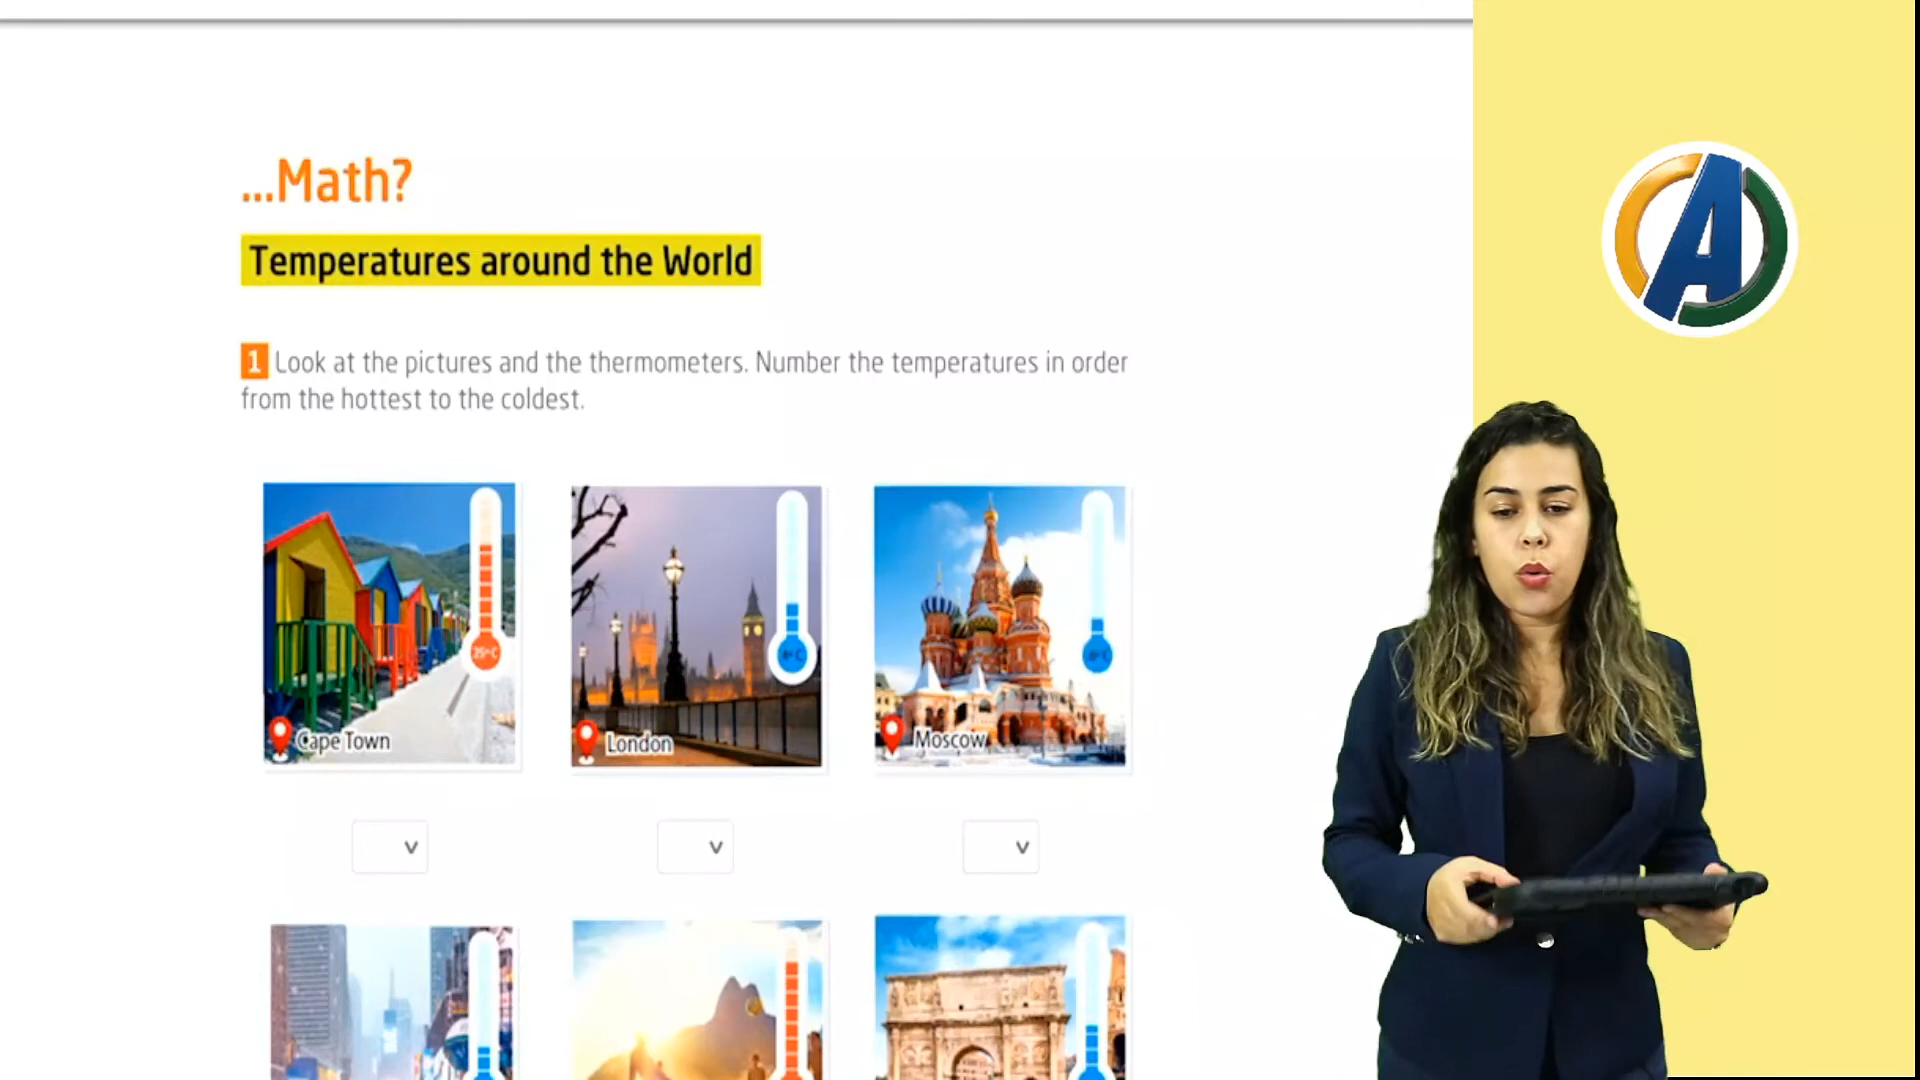 ...Math?
Temperatures around the World
1 Look at the pictures and the thermometers. Number the temperatures in order
from the hottest to the coldest.
25° C
Cape Town
London
Moscow
A